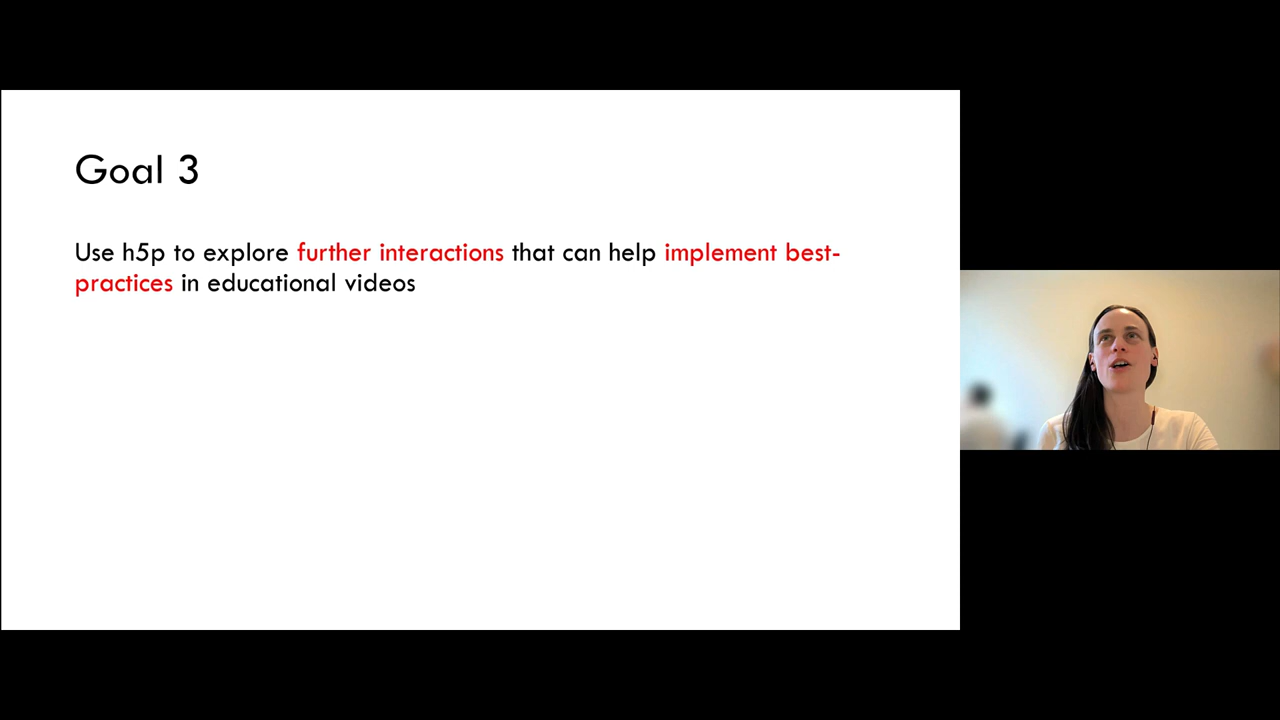 Goal 3
Use h5p to explore further interactions that can help implement best-
practices in educational videos